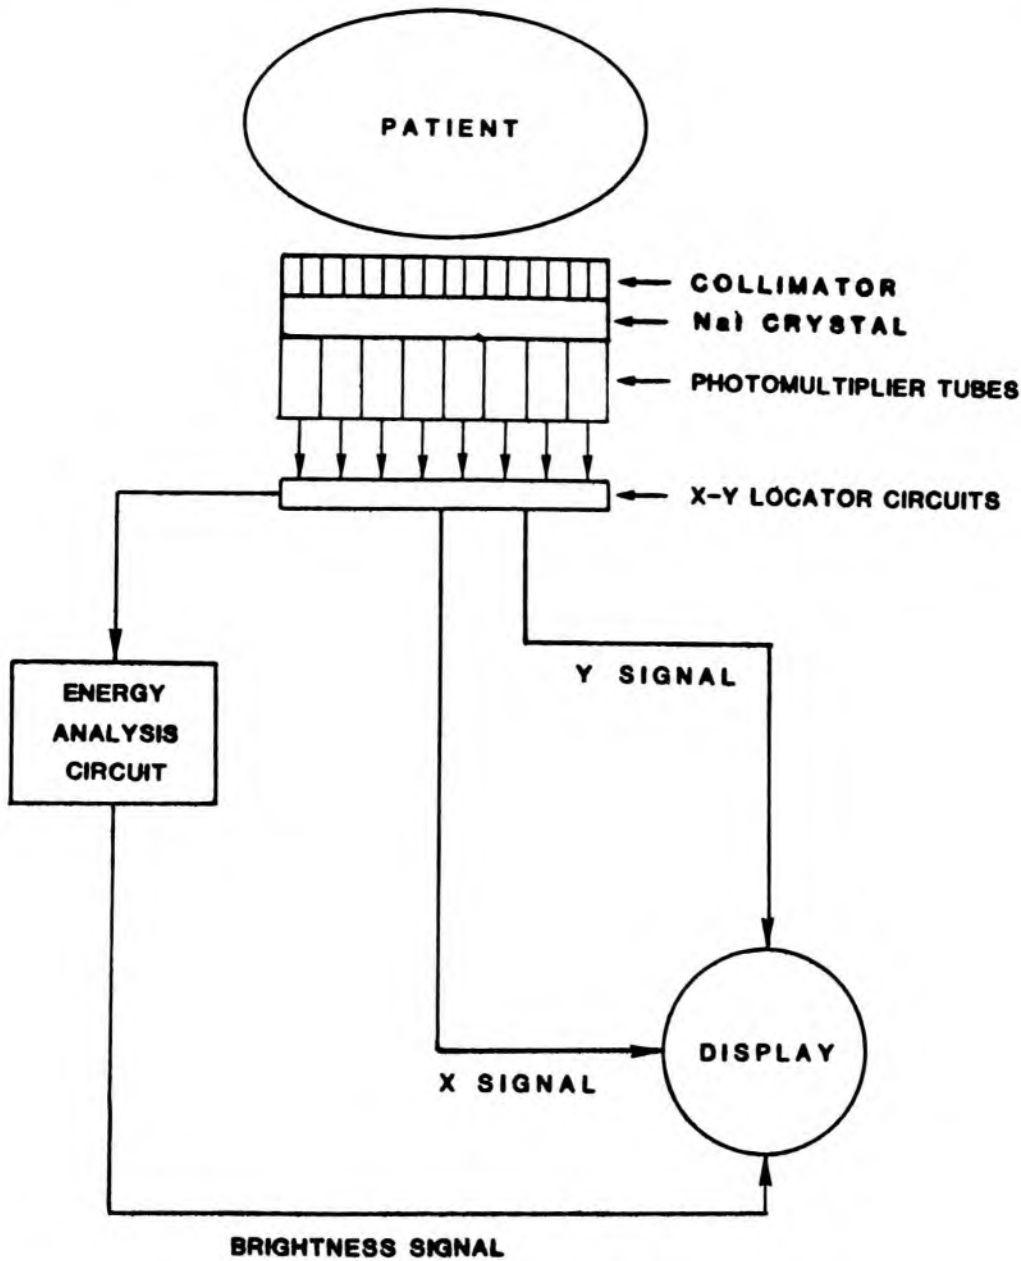 PATIENT
COLLIMATOR
NaI CRYSTAL
PHOTOMULTIPLIER TUBES
X-Y LOCATOR CIRCUITS
Y SIGNAL
ENERGY
ANALYSIS
CIRCUIT
DISPLAY
X SIGNAL
BRIGHTNESS SIGNAL